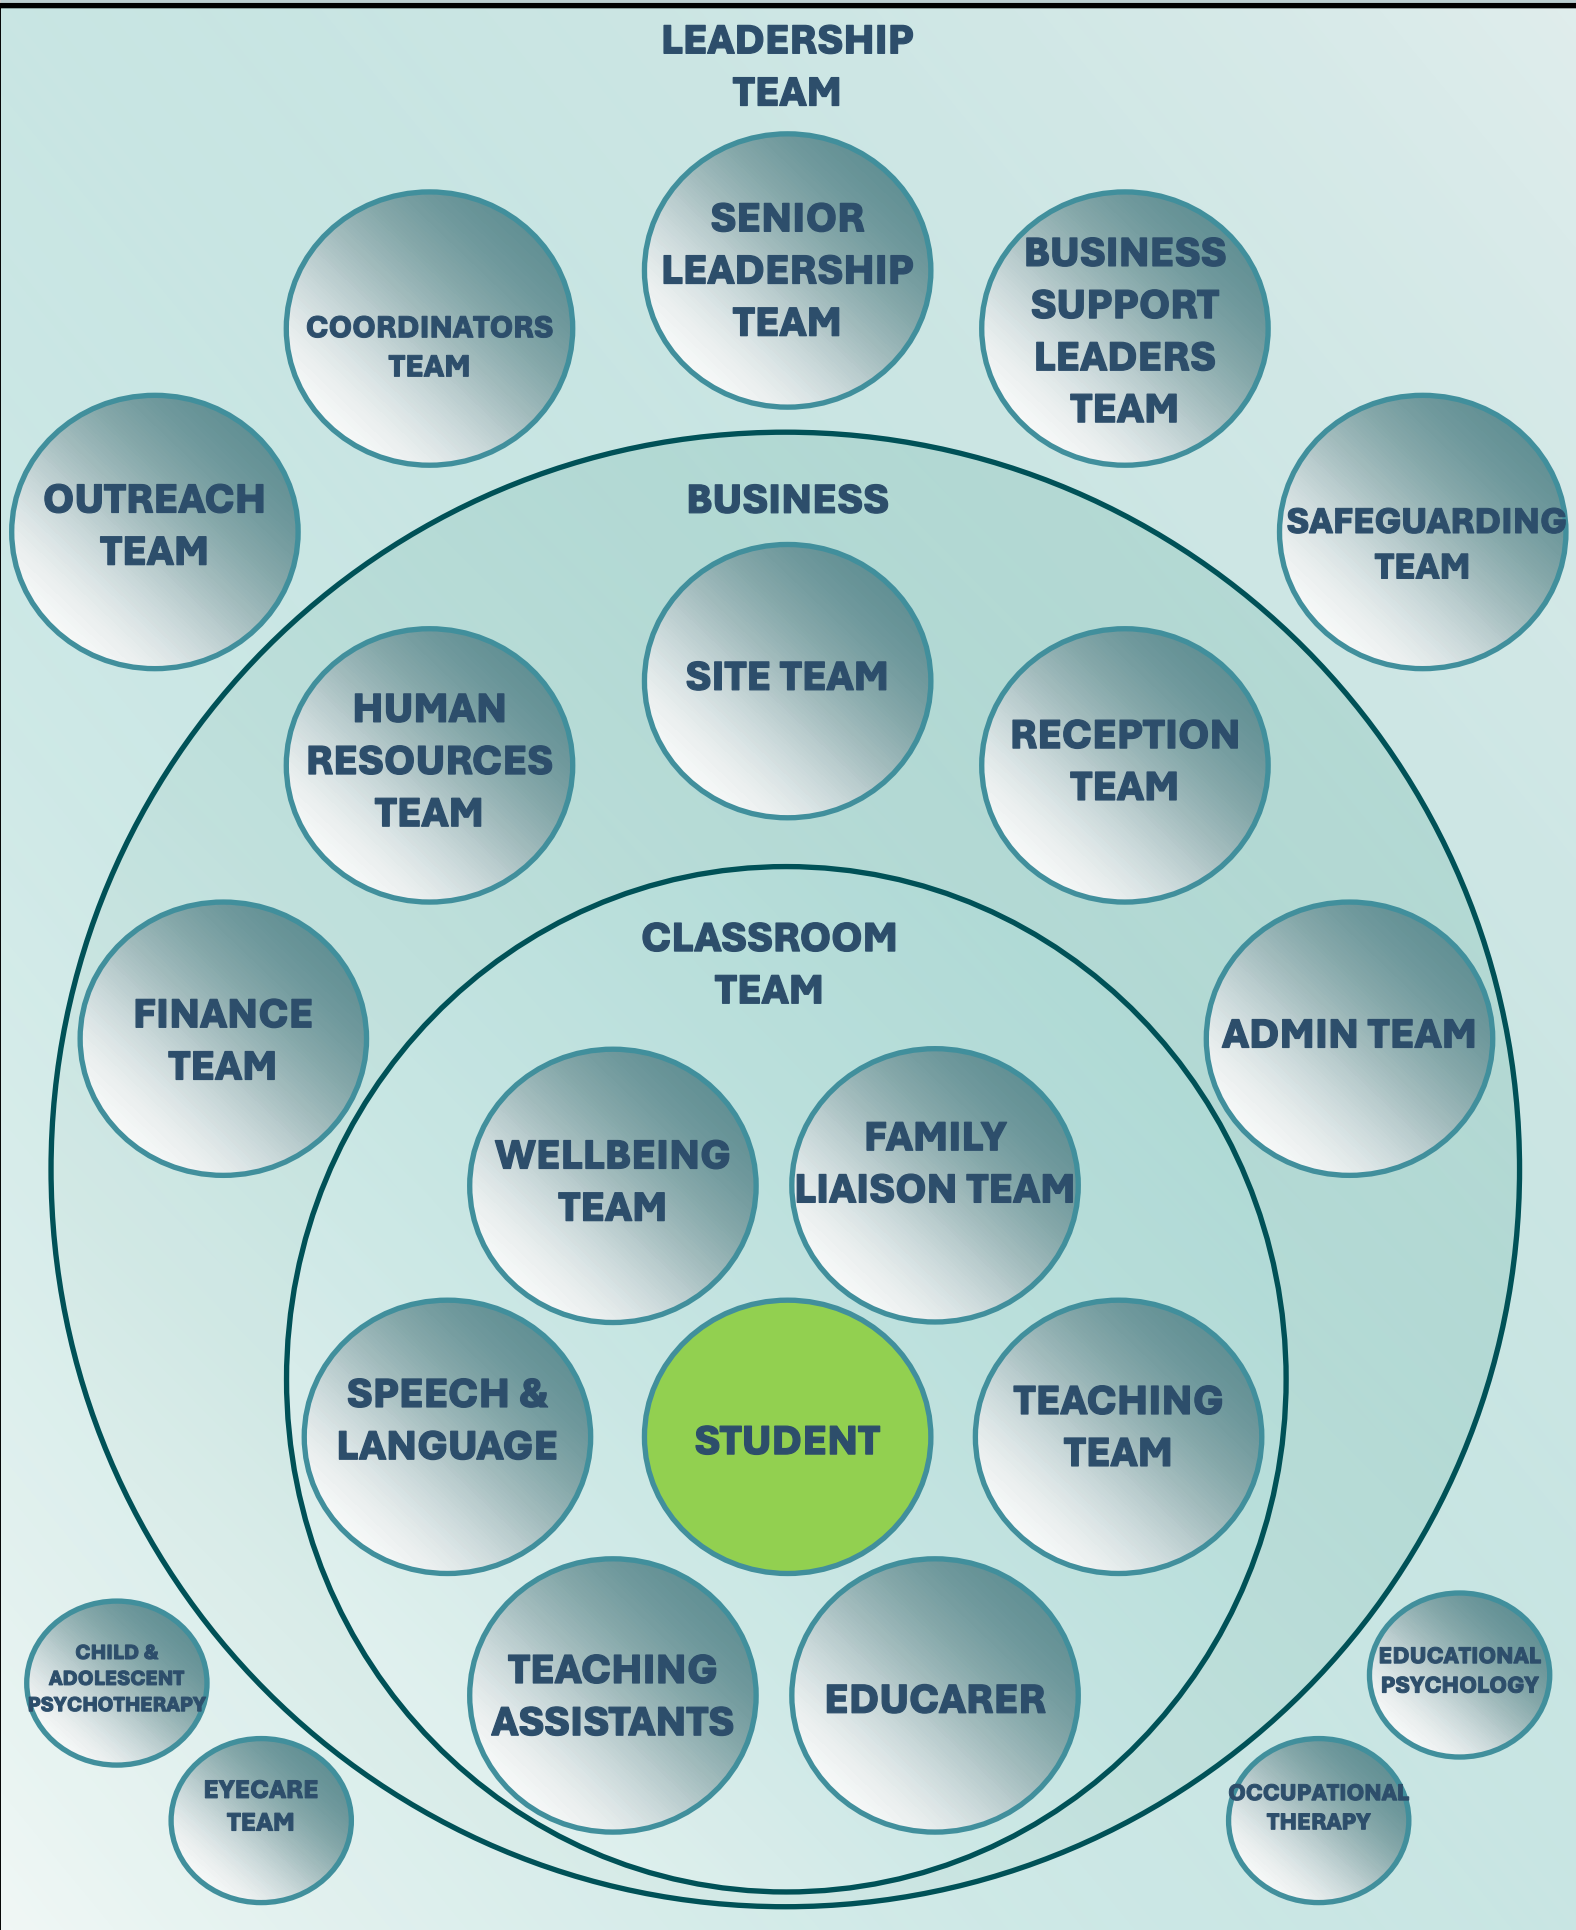 LEADERSHIP
TEAM
SENIOR
LEADERSHIP
TEAM
COORDINATORS
TEAM
BUSINESS
SUPPORT
LEADERS
TEAM
OUTREACH
TEAM
SAFEGUARDING
TEAM
BUSINESS
SITE TEAM
HUMAN
RESOURCES
TEAM
RECEPTION
TEAM
FINANCE
TEAM
ADMIN TEAM
CLASSROOM
TEAM
WELLBEING
TEAM
FAMILY
LIAISON TEAM
SPEECH &
LANGUAGE
STUDENT
TEACHING
TEAM
TEACHING
ASSISTANTS
EDUCARER
CHILD &
ADOLESCENT
PSYCHOTHERAPY
EYECARE
TEAM
EDUCATIONAL
PSYCHOLOGY
OCCUPATIONAL
THERAPY